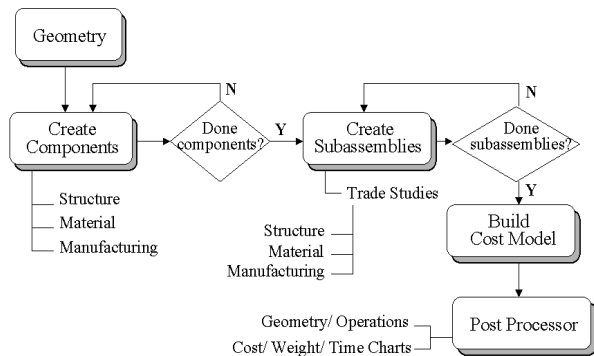 Geometry
N
N
Create
Components
Done
components?
Y
Create
Subassemblies
Done
subassemblies?
Y
Structure
Material
Manufacturing
Trade Studies
Structure
Material
Manufacturing
Build
Cost Model
Geometry/ Operations
Cost/ Weight/ Time Charts
Post Processor